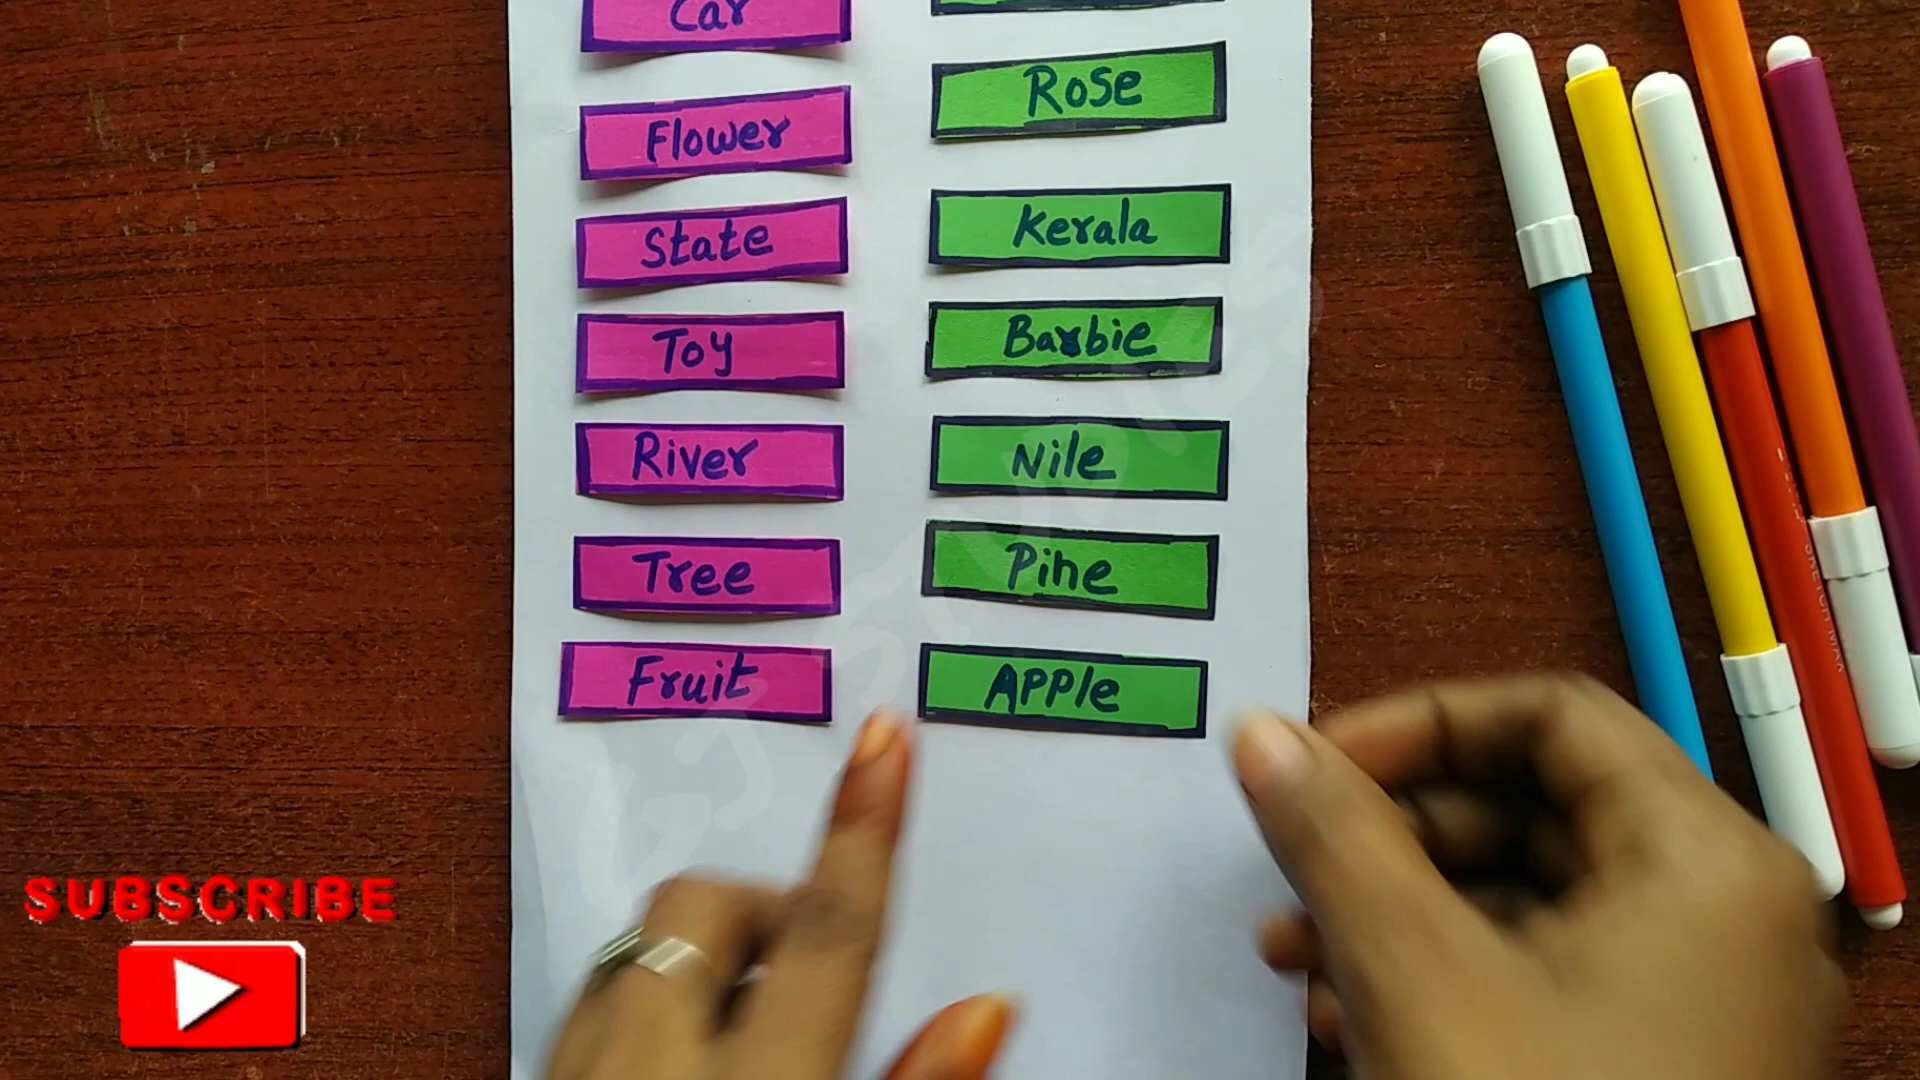 Car
Flower
Rose
State
Kerala
Toy
Barbie
River
Nile
Tree
Pine
Fruit
APPle
SUBSCRIBE